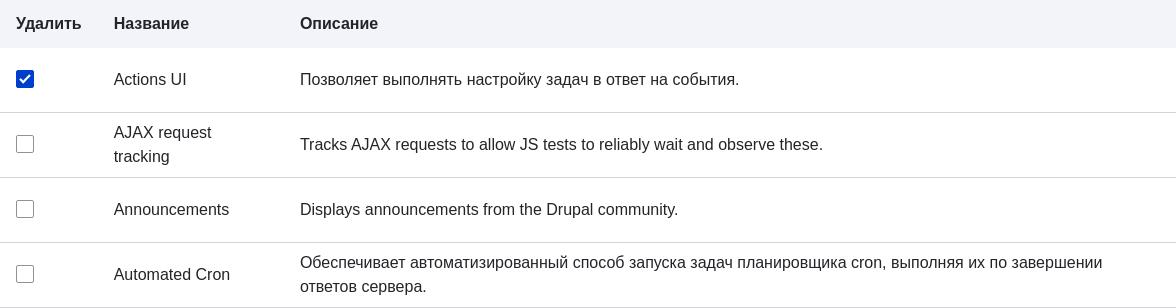 Удалить Название Описание
Actions UI Позволяет выполнять настройку задач в ответ на события.
AJAX request
tracking
Tracks AJAX requests to allow JS tests to reliably wait and observe these.
Announcements Displays announcements from the Drupal community.
Automated Cron
Обеспечивает автоматизированный способ запуска задач планировщика cron, выполняя их по завершении
ответов сервера.